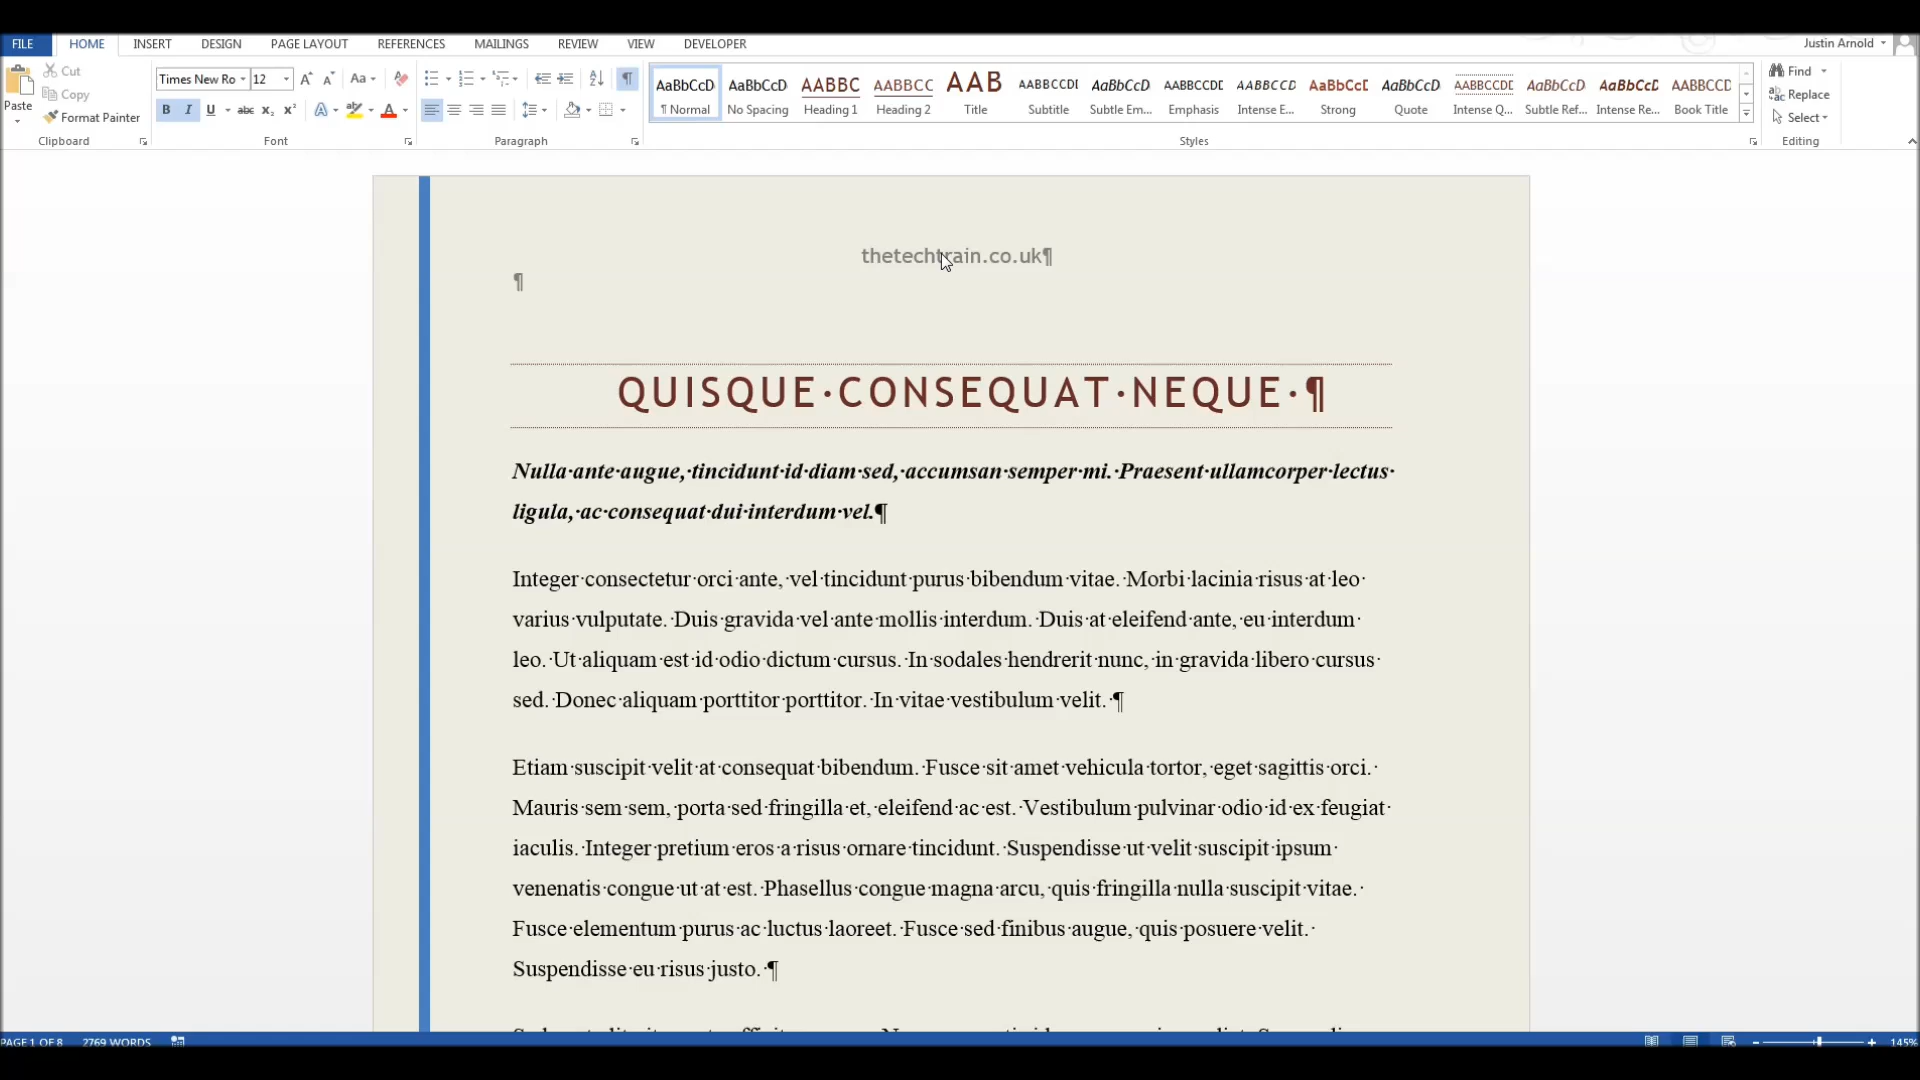 FILE HOME INSERT DESIGN PAGE LAYOUT REFERENCES MAILINGS REVIEW VIEW DEVELOPER Justin Arnold
Paste Cut Copy Format Painter
Times New Ro 12 Aa
B I U abc x₂ x² A A
AaBbCcD AaBbCcD AABBC AABBCC AAB AABBCCDI AaBbCcD AABBCCDE AABBCCD AaBbCcD AaBbCcD AABBCCDE AaBbCcD AaBbCcD AABBCCD
¶ Normal No Spacing Heading 1 Heading 2 Title Subtitle Subtle Em... Emphasis Intense E... Strong Quote Intense Q... Subtle Ref... Intense Re... Book Title
Find
Replace
Select
Clipboard Font Paragraph Styles Editing
thetechtrain.co.uk¶
¶
QUISQUE·CONSEQUAT·NEQUE·¶
Nulla·ante·augue,·tincidunt·id·diam·sed,·accumsan·semper·mi.·Praesent·ullamcorper·lectus·
ligula,·ac·consequat·dui·interdum·vel.¶
Integer·consectetur·orci·ante,·vel·tincidunt·purus·bibendum·vitae.·Morbi·lacinia·risus·at·leo·
varius·vulputate.·Duis·gravida·vel·ante·mollis·interdum.·Duis·at·eleifend·ante,·eu·interdum·
leo.·Ut·aliquam·est·id·odio·dictum·cursus.·In·sodales·hendrerit·nunc,·in·gravida·libero·cursus·
sed.·Donec·aliquam·porttitor·porttitor.·In·vitae·vestibulum·velit.·¶
Etiam·suscipit·velit·at·consequat·bibendum.·Fusce·sit·amet·vehicula·tortor,·eget·sagittis·orci.·
Mauris·sem·sem,·porta·sed·fringilla·et,·eleifend·ac·est.·Vestibulum·pulvinar·odio·id·ex·feugiat·
iaculis.·Integer·pretium·eros·a·risus·ornare·tincidunt.·Suspendisse·ut·velit·suscipit·ipsum·
venenatis·congue·ut·at·est.·Phasellus·congue·magna·arcu,·quis·fringilla·nulla·suscipit·vitae.·
Fusce·elementum·purus·ac·luctus·laoreet.·Fusce·sed·finibus·augue,·quis·posuere·velit.·
Suspendisse·eu·risus·justo.·¶
PAGE 1 OF 8 2769 WORDS 145%